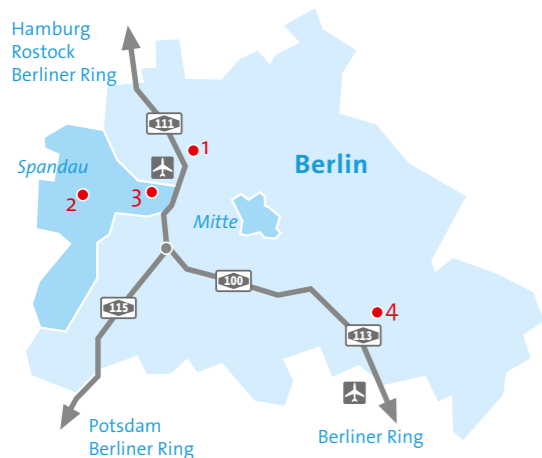 Hamburg
Rostock
Berliner Ring
111
1
Berlin
Spandau
2
3
Mitte
100
115
4
113
Potsdam
Berliner Ring
Berliner Ring